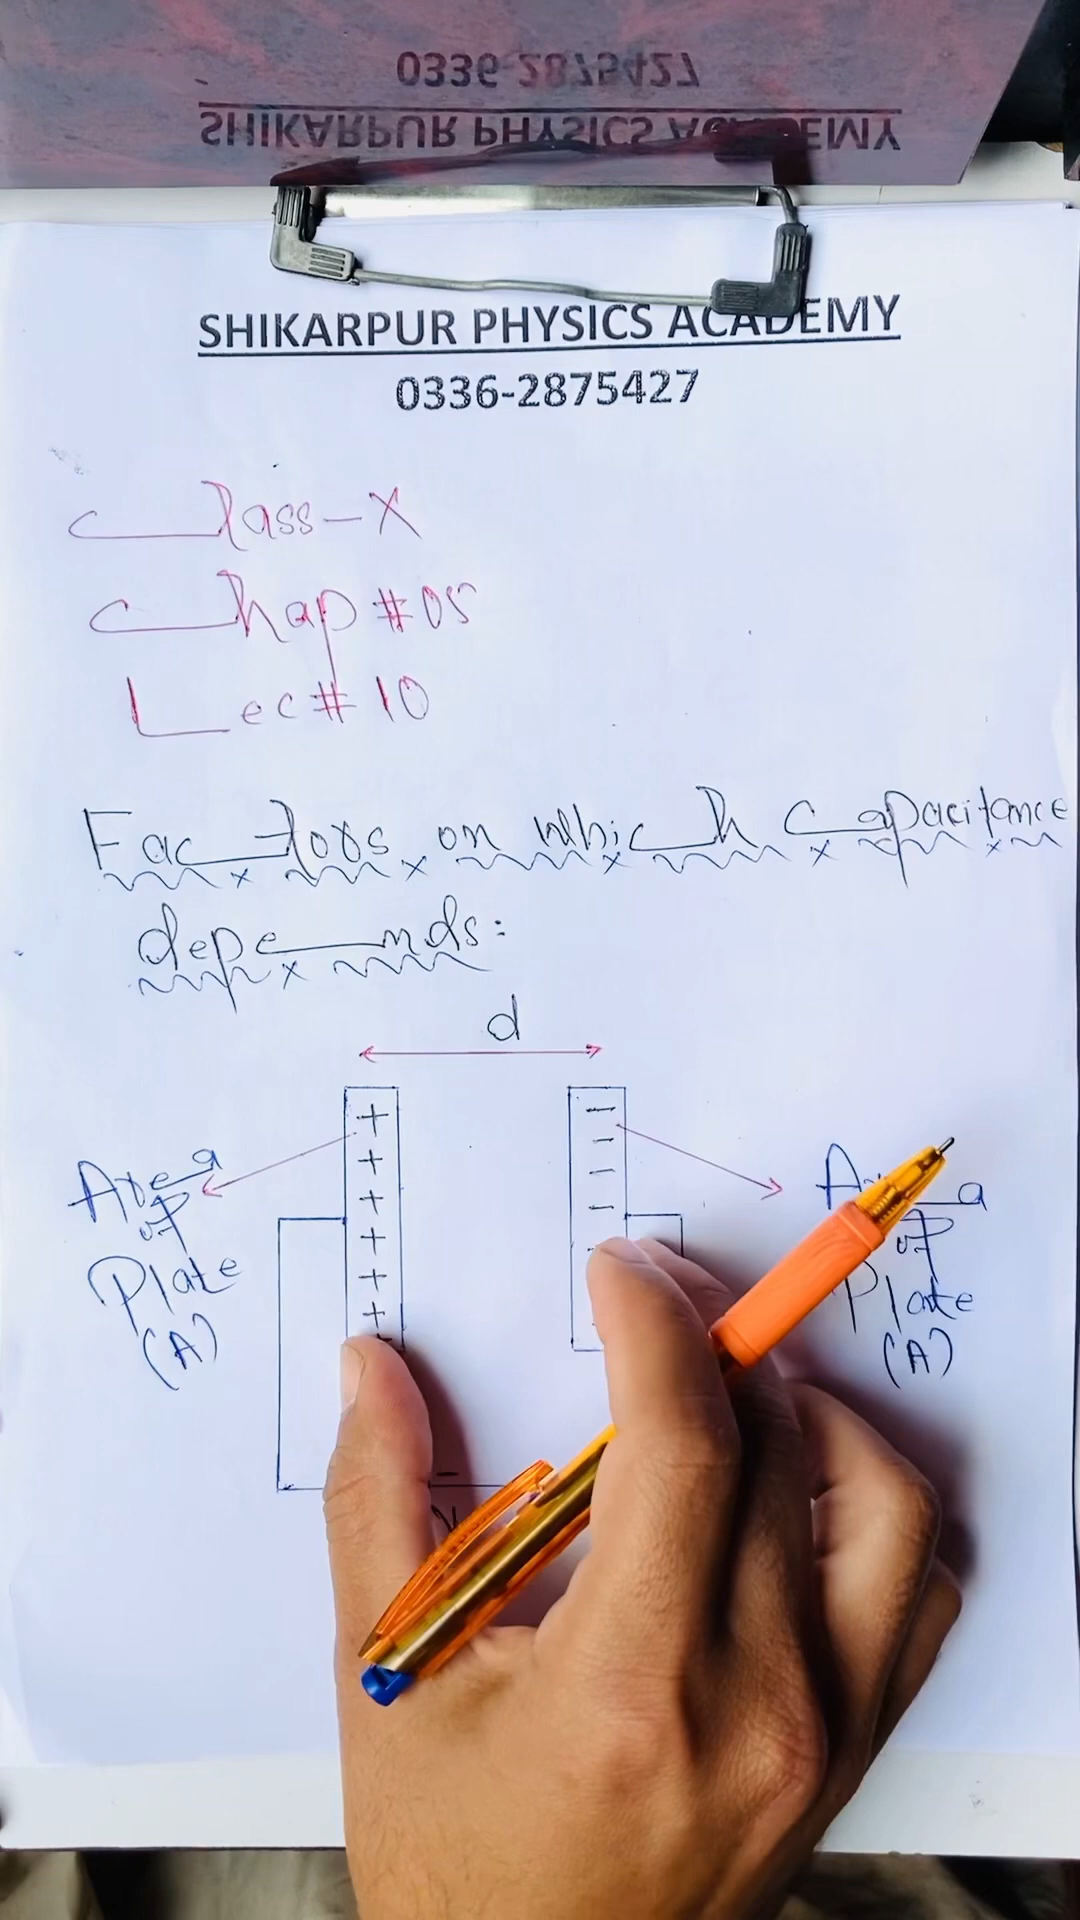 0336-2875427
SHIKARPUR PHYSICS ACADEMY
SHIKARPUR PHYSICS ACADEMY
0336-2875427
Class-X
Chap #05
Lec# 10
Factors on which Capacitance
depends:
d
+
+
+
+
+
+
-
-
-
-
Area
of
Plate
(A)
Area
of
Plate
(A)
-